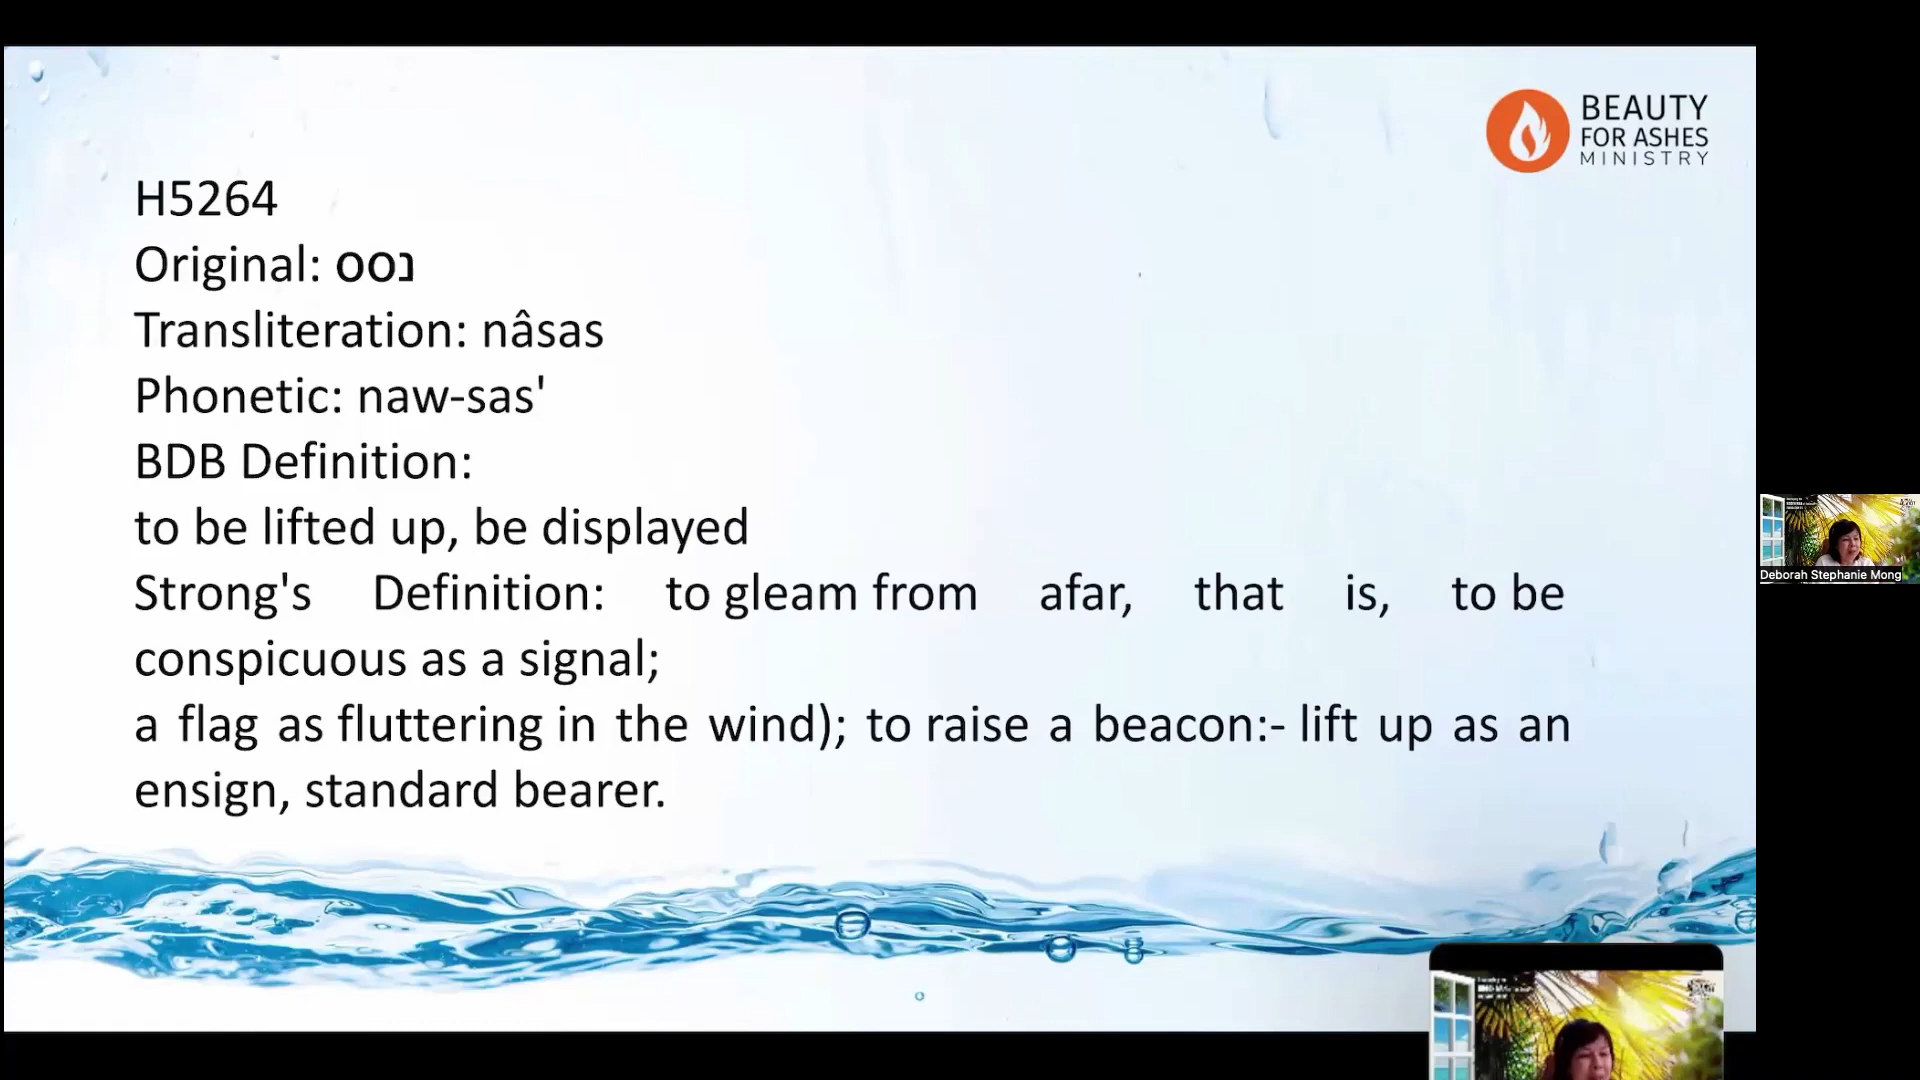 BEAUTY
FOR ASHES
MINISTRY
H5264
Original: נסס
Transliteration: nâsas
Phonetic: naw-sas'
BDB Definition:
to be lifted up, be displayed
Strong's Definition: to gleam from afar, that is, to be
conspicuous as a signal;
a flag as fluttering in the wind); to raise a beacon:- lift up as an
ensign, standard bearer.
Deborah Stephanie Mong